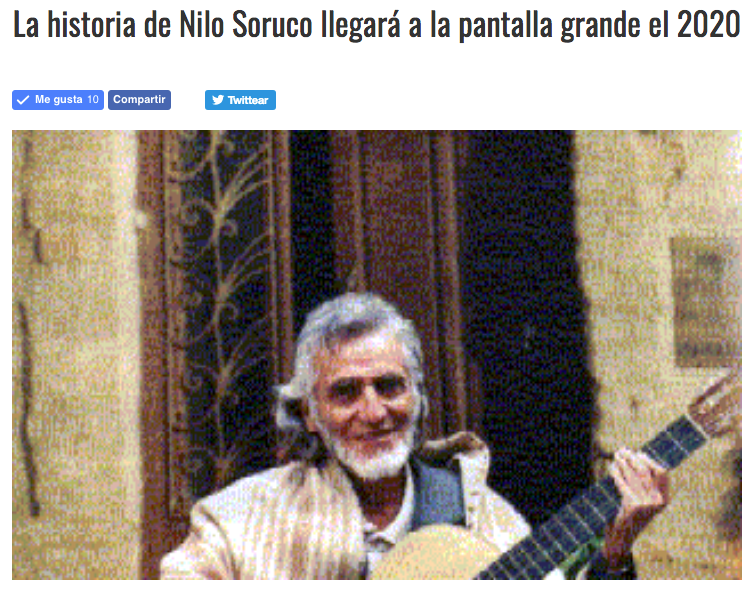 La historia de Nilo Soruco llegará a la pantalla grande el 2020
Me gusta 10 Compartir Twittear